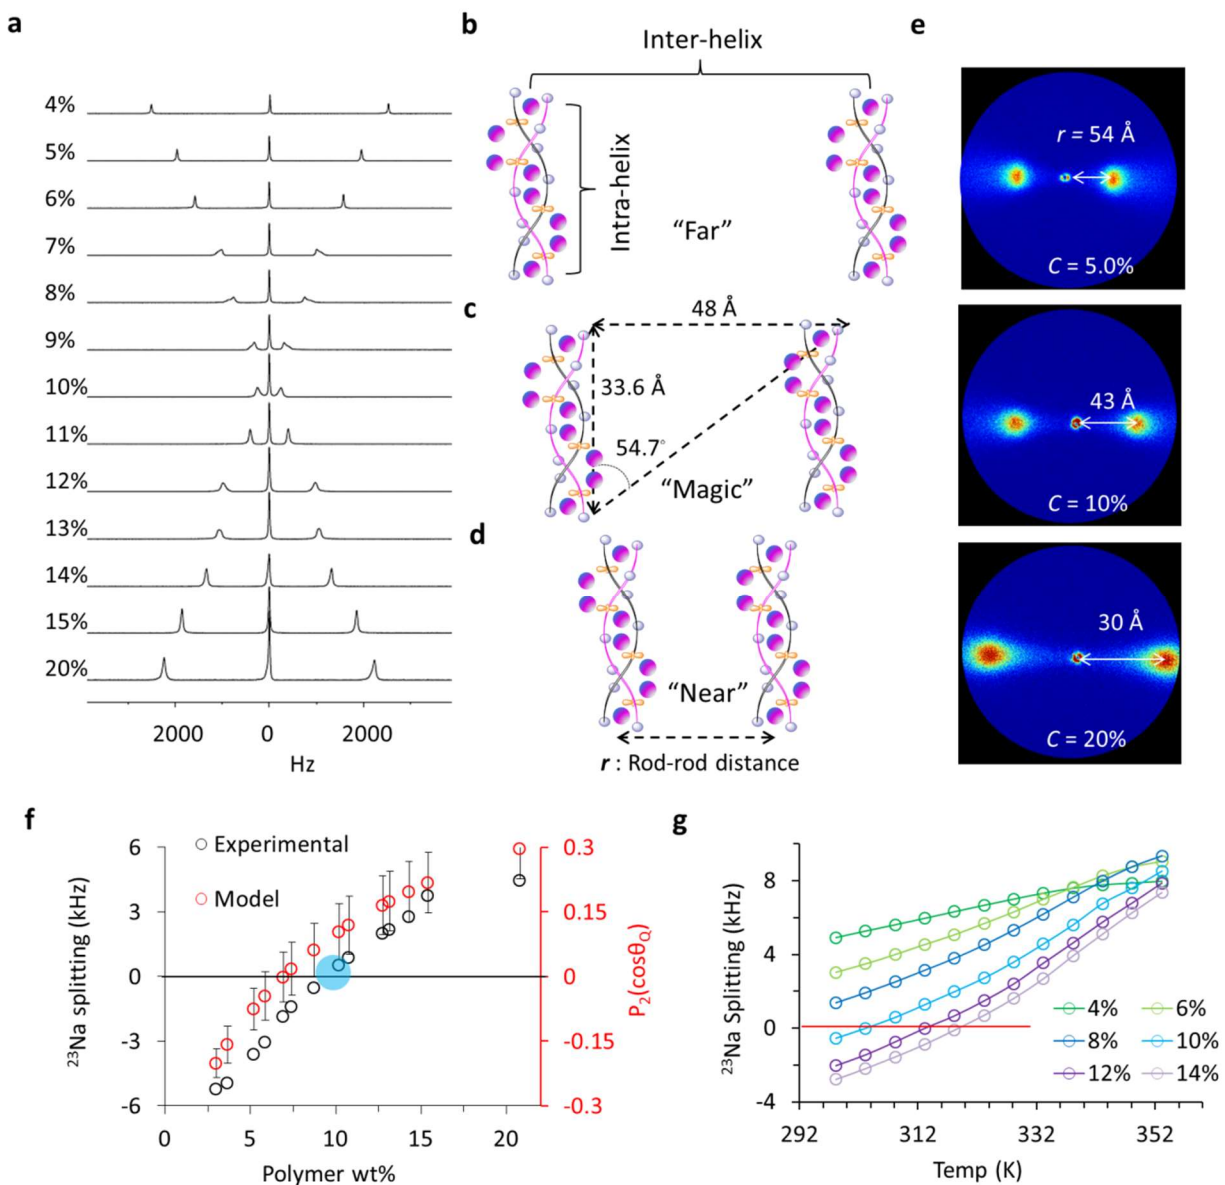 a
4%
5%
6%
7%
8%
9%
10%
11%
12%
13%
14%
15%
20%
2000
0
2000
Hz
b
Inter-helix
Intra-helix
"Far"
c
48 Å
33.6 Å
54.7°
"Magic"
d
"Near"
r : Rod-rod distance
e
r = 54 Å
C = 5.0%
43 Å
C = 10%
30 Å
C = 20%
f
Experimental
Model
23Na splitting (kHz)
6
3
0
-3
-6
0
5
10
15
20
Polymer wt%
0.3
0.15
0
-0.15
-0.3
P2(cosθQ)
g
23Na Splitting (kHz)
8
4
0
-4
292
312
332
352
Temp (K)
4%
6%
8%
10%
12%
14%